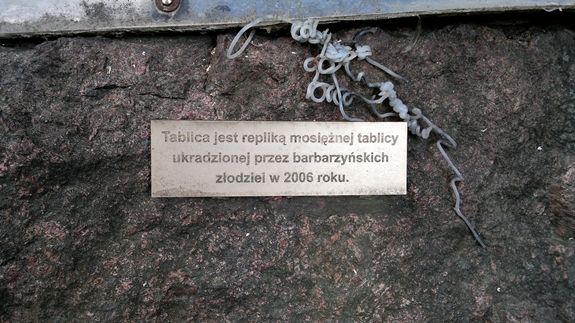 Tablica jest repliką mosiężnej tablicy
ukradzionej przez barbarzyńskich
złodziei w 2006 roku.